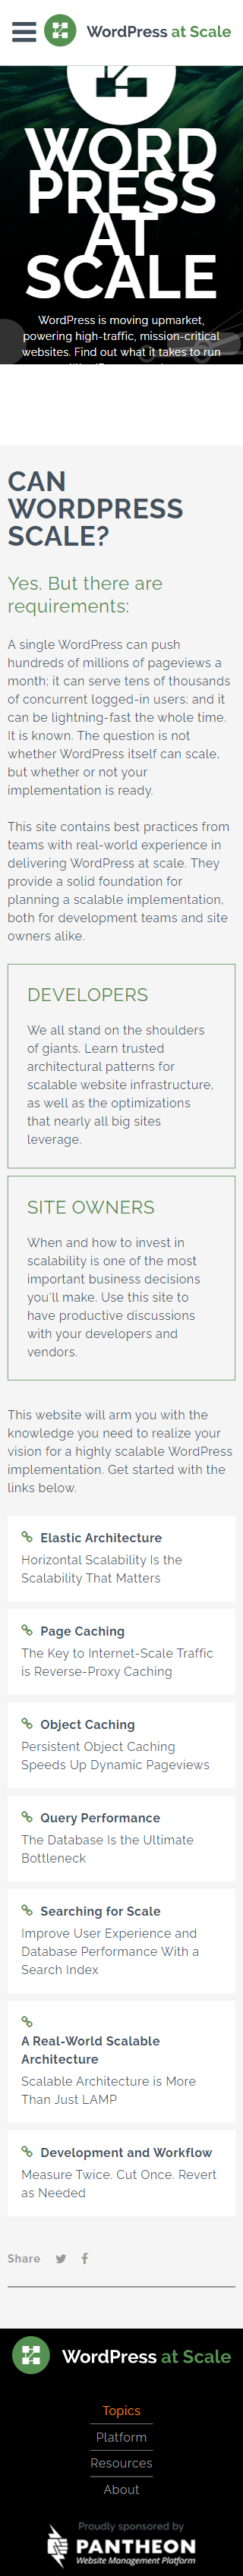 WordPress at Scale
WORD
PRESS
AT
SCALE
WordPress is moving upmarket,
powering high-traffic, mission-critical
websites. Find out what it takes to run
CAN
WORDPRESS
SCALE?
Yes. But there are
requirements:
A single WordPress can push
hundreds of millions of pageviews a
month; it can serve tens of thousands
of concurrent logged-in users; and it
can be lightning-fast the whole time.
It is known. The question is not
whether WordPress itself can scale,
but whether or not your
implementation is ready.
This site contains best practices from
teams with real-world experience in
delivering WordPress at scale. They
provide a solid foundation for
planning a scalable implementation,
both for development teams and site
owners alike.
DEVELOPERS
We all stand on the shoulders
of giants. Learn trusted
architectural patterns for
scalable website infrastructure,
as well as the optimizations
that nearly all big sites
leverage.
SITE OWNERS
When and how to invest in
scalability is one of the most
important business decisions
you'll make. Use this site to
have productive discussions
with your developers and
vendors.
This website will arm you with the
knowledge you need to realize your
vision for a highly scalable WordPress
implementation. Get started with the
links below.
Elastic Architecture
Horizontal Scalability Is the
Scalability That Matters
Page Caching
The Key to Internet-Scale Traffic
is Reverse-Proxy Caching
Object Caching
Persistent Object Caching
Speeds Up Dynamic Pageviews
Query Performance
The Database Is the Ultimate
Bottleneck
Searching for Scale
Improve User Experience and
Database Performance With a
Search Index
A Real-World Scalable
Architecture
Scalable Architecture is More
Than Just LAMP
Development and Workflow
Measure Twice. Cut Once. Revert
as Needed
Share
WordPress at Scale
Topics
Platform
Resources
About
Proudly sponsored by
PANTHEON
Website Management Platform